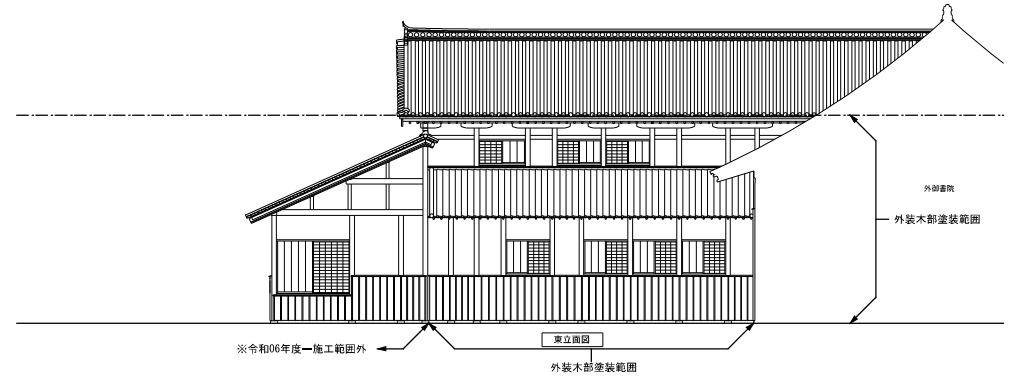 外御書院
外装木部塗装範囲
東立面図
※令和06年度ー施工範囲外
外装木部塗装範囲